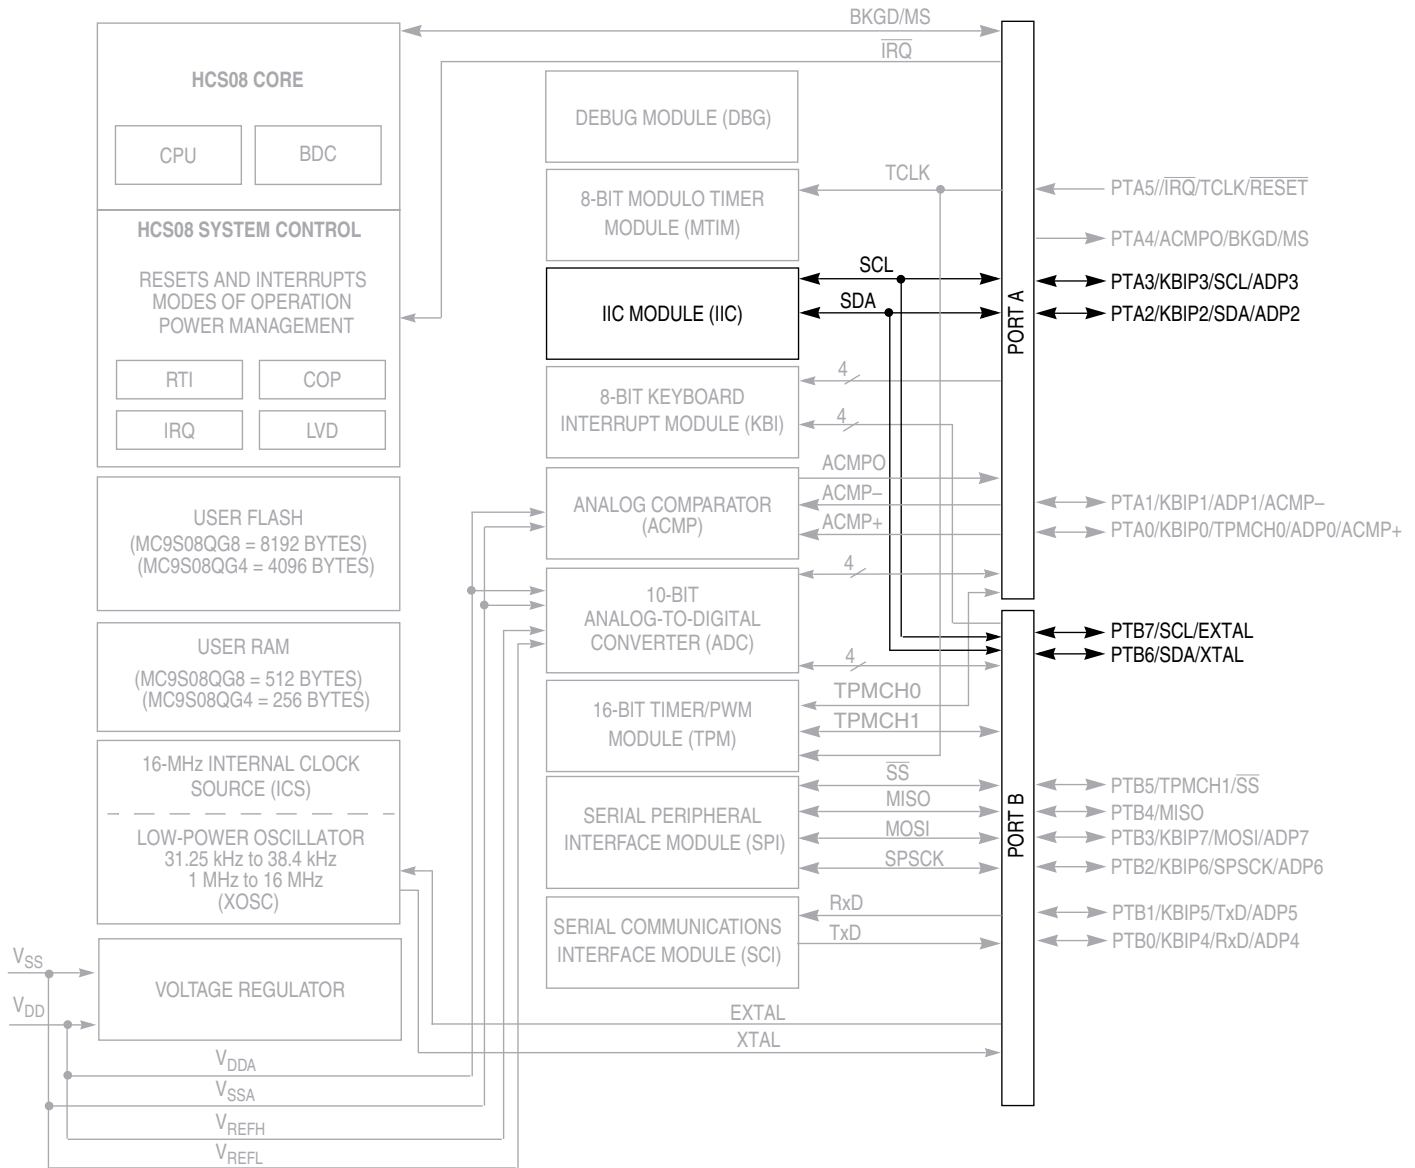 BKGD/MS
IRQ
HCS08 CORE
CPU
BDC
HCS08 SYSTEM CONTROL
RESETS AND INTERRUPTS
MODES OF OPERATION
POWER MANAGEMENT
RTI
COP
IRQ
LVD
USER FLASH
(MC9S08QG8 = 8192 BYTES)
(MC9S08QG4 = 4096 BYTES)
USER RAM
(MC9S08QG8 = 512 BYTES)
(MC9S08QG4 = 256 BYTES)
16-MHz INTERNAL CLOCK
SOURCE (ICS)
LOW-POWER OSCILLATOR
31.25 kHz to 38.4 kHz
1 MHz to 16 MHz
(XOSC)
VOLTAGE REGULATOR
VSS
VDD
VDDA
VSSA
VREFH
VREFL
DEBUG MODULE (DBG)
8-BIT MODULO TIMER
MODULE (MTIM)
TCLK
IIC MODULE (IIC)
SCL
SDA
8-BIT KEYBOARD
INTERRUPT MODULE (KBI)
4
4
ANALOG COMPARATOR
(ACMP)
ACMPO
ACMP–
ACMP+
10-BIT
ANALOG-TO-DIGITAL
CONVERTER (ADC)
4
4
16-BIT TIMER/PWM
MODULE (TPM)
TPMCH0
TPMCH1
SERIAL PERIPHERAL
INTERFACE MODULE (SPI)
SS
MISO
MOSI
SPSCK
SERIAL COMMUNICATIONS
INTERFACE MODULE (SCI)
RxD
TxD
EXTAL
XTAL
PORT A
PTA5//IRQ/TCLK/RESET
PTA4/ACMPO/BKGD/MS
PTA3/KBIP3/SCL/ADP3
PTA2/KBIP2/SDA/ADP2
PTA1/KBIP1/ADP1/ACMP–
PTA0/KBIP0/TPMCH0/ADP0/ACMP+
PORT B
PTB7/SCL/EXTAL
PTB6/SDA/XTAL
PTB5/TPMCH1/SS
PTB4/MISO
PTB3/KBIP7/MOSI/ADP7
PTB2/KBIP6/SPSCK/ADP6
PTB1/KBIP5/TxD/ADP5
PTB0/KBIP4/RxD/ADP4